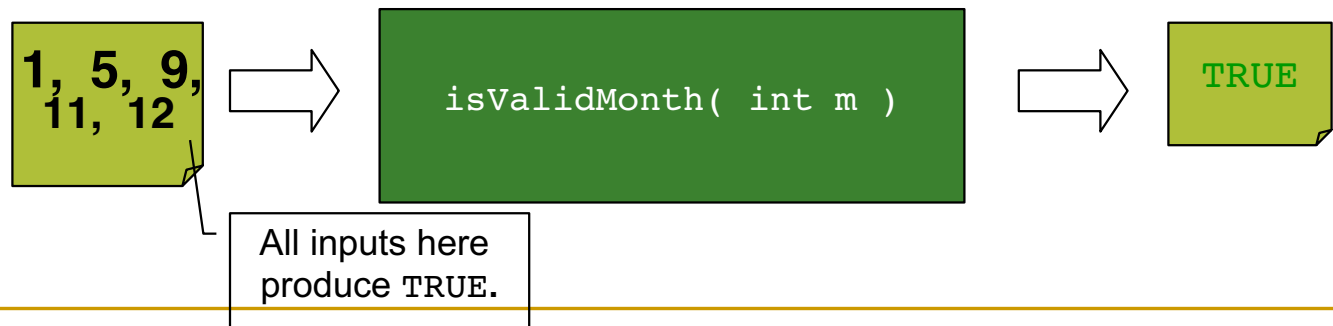 1, 5, 9,
11, 12
isValidMonth( int m )
TRUE
All inputs here
produce TRUE.